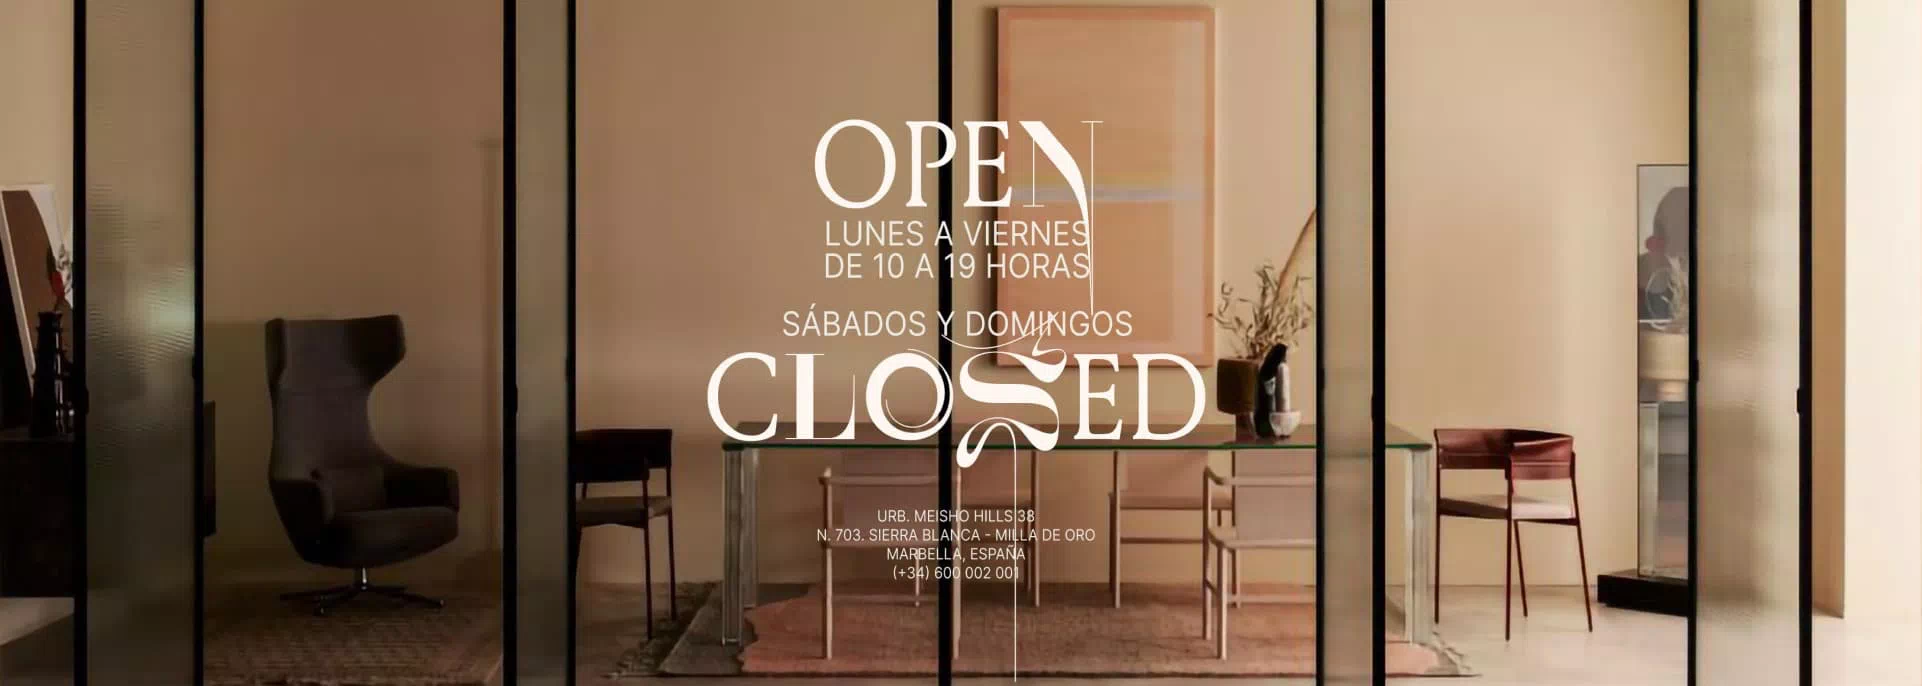 OPEN
LUNES A VIERNES
DE 10 A 19 HORAS
SÁBADOS Y DOMINGOS
CLOSED
URB. MEISHO HILLS 38
N. 703. SIERRA BLANCA - MILLA DE ORO
MARBELLA, ESPAÑA
(+34) 600 002 001